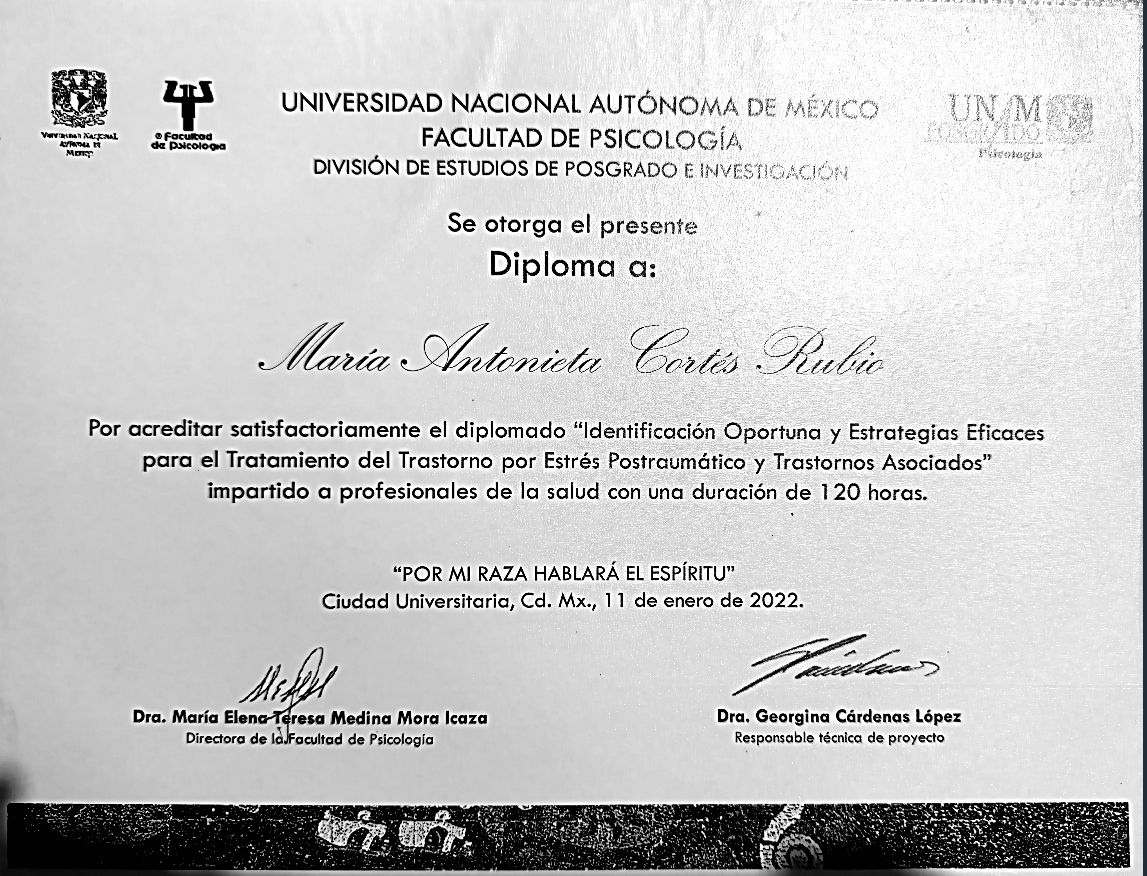 UNIVERSIDAD NACIONAL AUTÓNOMA DE MÉXICO
FACULTAD DE PSICOLOGÍA
DIVISIÓN DE ESTUDIOS DE POSGRADO E INVESTIGACIÓN
Facultad
de Psicología
UNAM
POSGRADO
Psicología
Se otorga el presente
Diploma a:
María Antonieta Cortés Rubio
Por acreditar satisfactoriamente el diplomado “Identificación Oportuna y Estrategias Eficaces
para el Tratamiento del Trastorno por Estrés Postraumático y Trastornos Asociados”
impartido a profesionales de la salud con una duración de 120 horas.
“POR MI RAZA HABLARÁ EL ESPÍRITU”
Ciudad Universitaria, Cd. Mx., 11 de enero de 2022.
Dra. María Elena Teresa Medina Mora Icaza
Directora de la Facultad de Psicología
Dra. Georgina Cárdenas López
Responsable técnica de proyecto